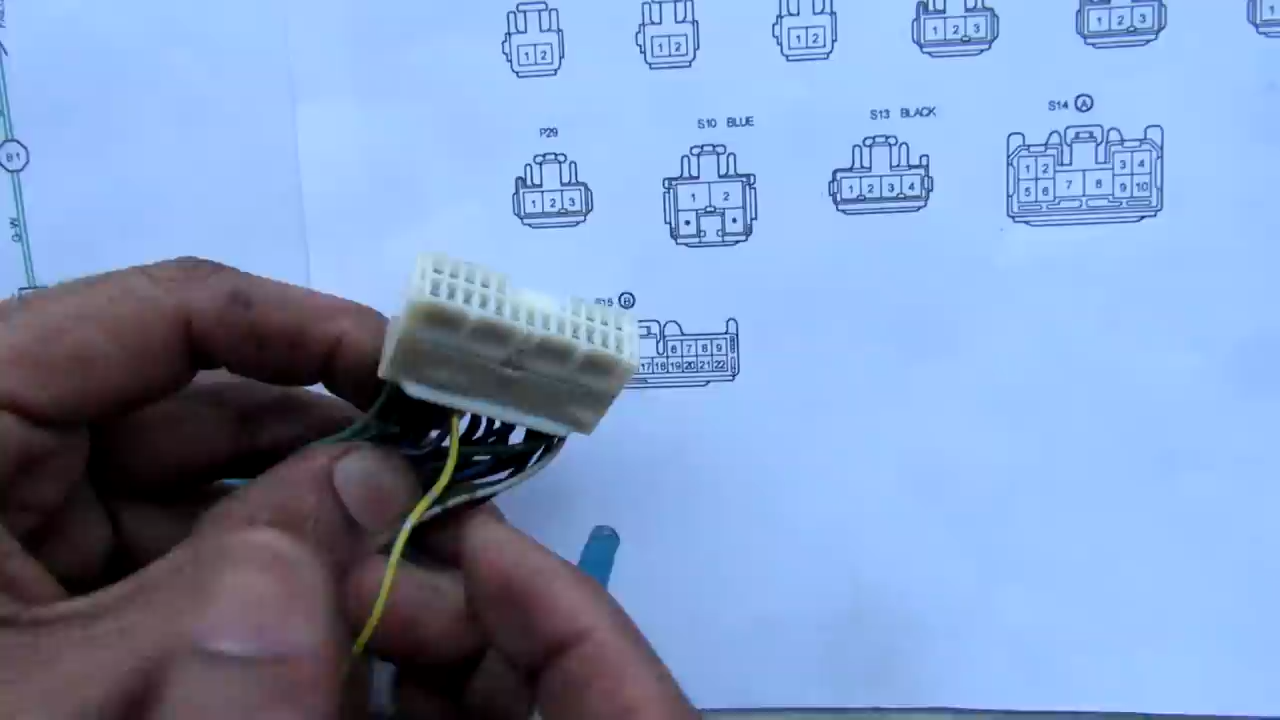 1 2
1 2
1 2
1 2 3
1 2 3
1
P29
S10 BLUE
S13 BLACK
S14 A
1 2 3
1 2
1 2 3 4
1 2 3 4
5 6 7 8 9 10
B1
G-W
S15 B
6 7 8 9
17 18 19 20 21 22